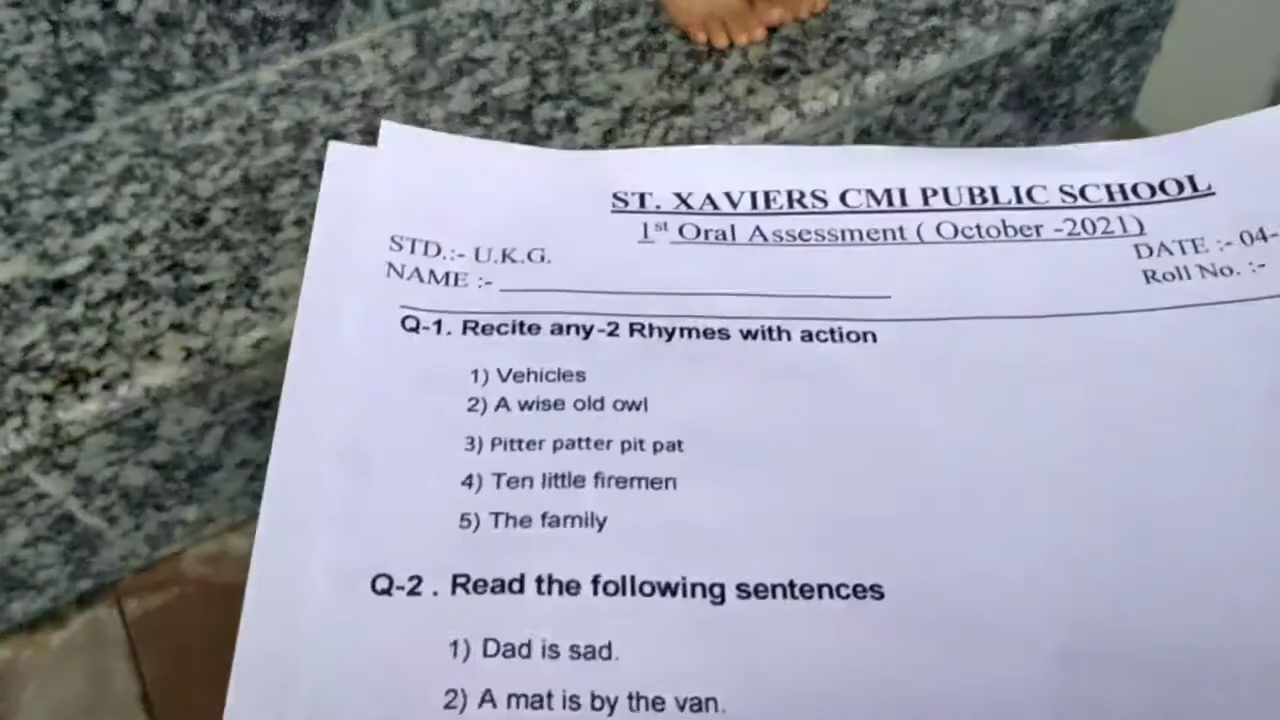 ST. XAVIERS CMI PUBLIC SCHOOL
1st Oral Assessment ( October -2021)
STD.:- U.K.G.
DATE :- 04-
NAME :-
Roll No. :-
Q-1. Recite any-2 Rhymes with action
1) Vehicles
2) A wise old owl
3) Pitter patter pit pat
4) Ten little firemen
5) The family
Q-2 . Read the following sentences
1) Dad is sad.
2) A mat is by the van.